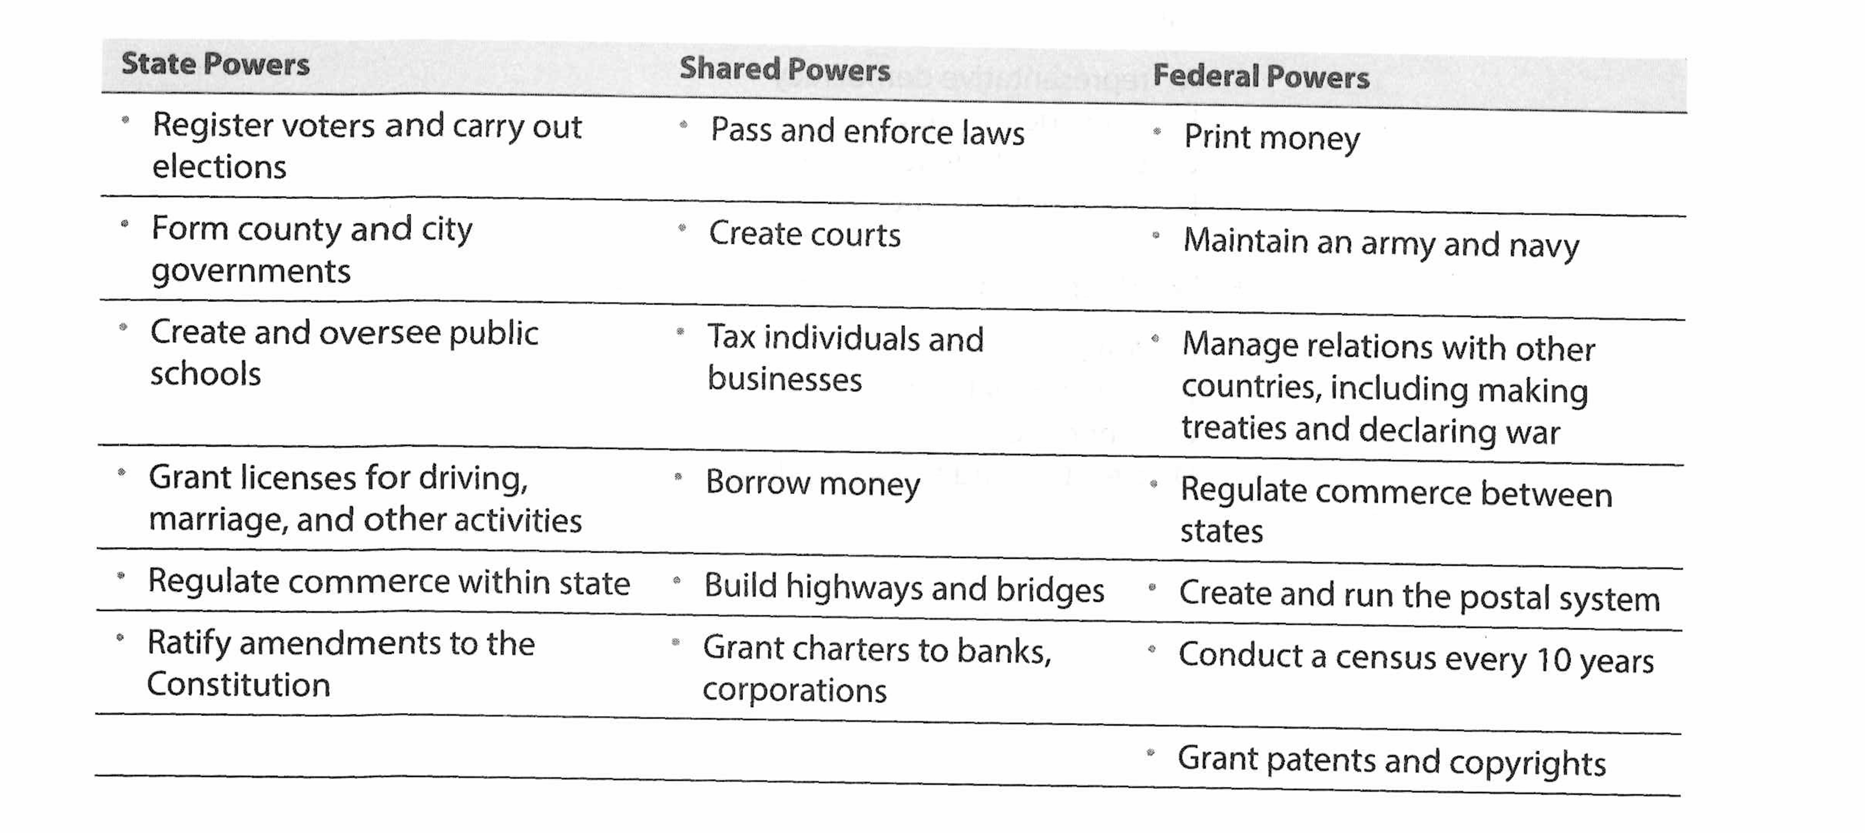 State Powers
Shared Powers
Federal Powers
• Register voters and carry out
elections
• Pass and enforce laws
• Print money
• Form county and city
governments
• Create courts
• Maintain an army and navy
• Create and oversee public
schools
• Tax individuals and
businesses
• Manage relations with other
countries, including making
treaties and declaring war
• Grant licenses for driving,
marriage, and other activities
• Borrow money
• Regulate commerce between
states
• Regulate commerce within state
• Build highways and bridges
• Create and run the postal system
• Ratify amendments to the
Constitution
• Grant charters to banks,
corporations
• Conduct a census every 10 years
• Grant patents and copyrights